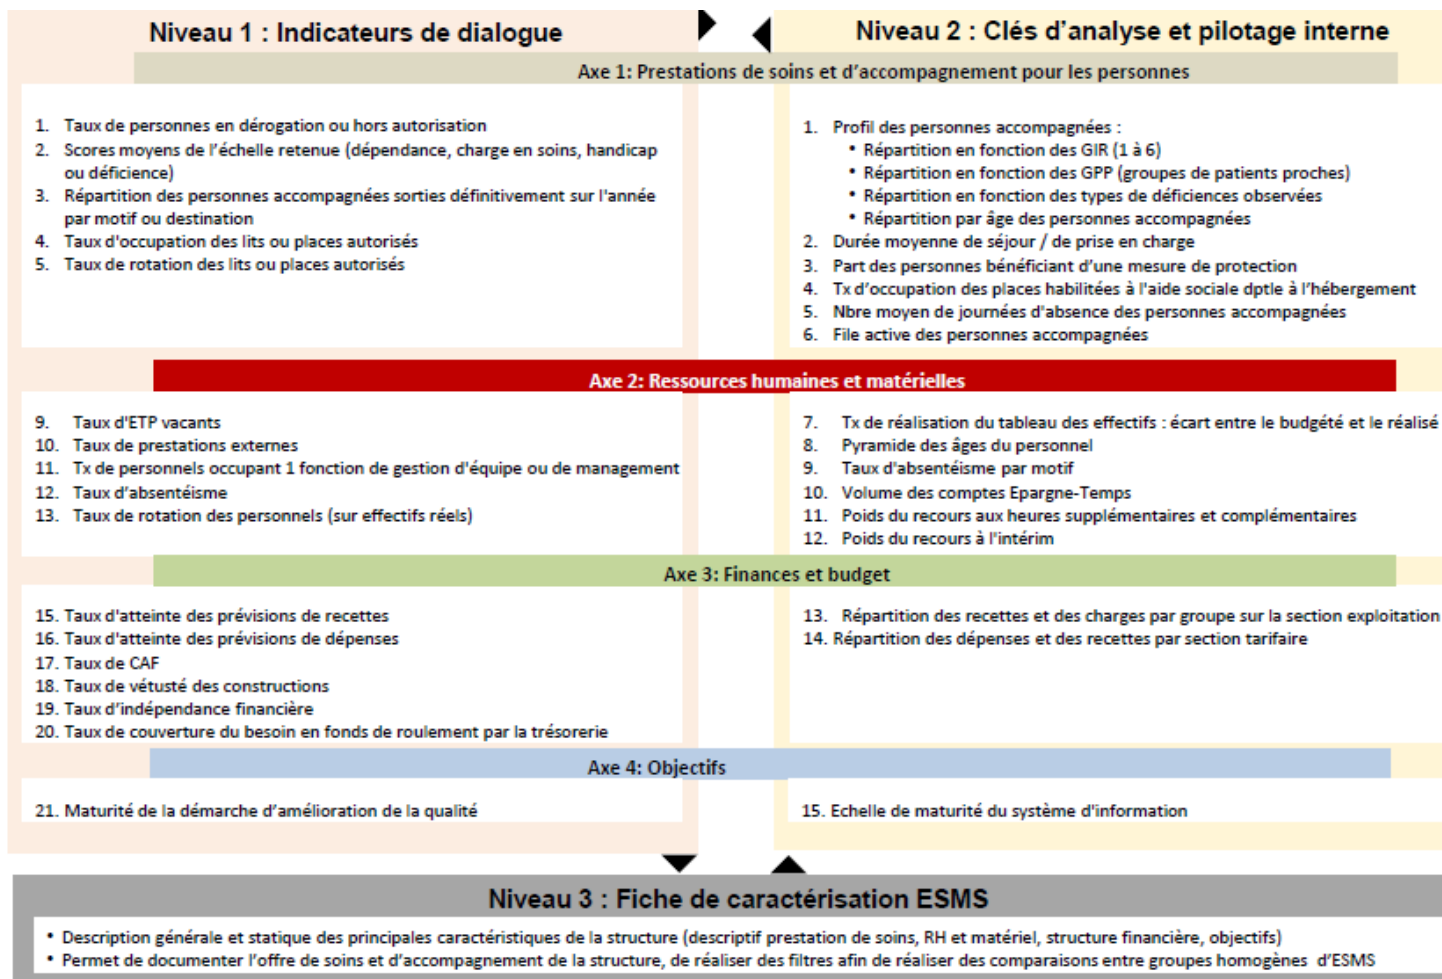 Niveau 1 : Indicateurs de dialogue
Niveau 2 : Clés d'analyse et pilotage interne
Axe 1: Prestations de soins et d'accompagnement pour les personnes
1. Taux de personnes en dérogation ou hors autorisation
2. Scores moyens de l'échelle retenue (dépendance, charge en soins, handicap
ou déficience)
3. Répartition des personnes accompagnées sorties définitivement sur l'année
par motif ou destination
4. Taux d'occupation des lits ou places autorisés
5. Taux de rotation des lits ou places autorisés
1. Profil des personnes accompagnées :
• Répartition en fonction des GIR (1 à 6)
• Répartition en fonction des GPP (groupes de patients proches)
• Répartition en fonction des types de déficiences observées
• Répartition par âge des personnes accompagnées
2. Durée moyenne de séjour / de prise en charge
3. Part des personnes bénéficiant d'une mesure de protection
4. Tx d'occupation des places habilitées à l'aide sociale dptle à l'hébergement
5. Nbre moyen de journées d'absence des personnes accompagnées
6. File active des personnes accompagnées
Axe 2: Ressources humaines et matérielles
9. Taux d'ETP vacants
10. Taux de prestations externes
11. Tx de personnels occupant 1 fonction de gestion d'équipe ou de management
12. Taux d'absentéisme
13. Taux de rotation des personnels (sur effectifs réels)
7. Tx de réalisation du tableau des effectifs : écart entre le budgété et le réalisé
8. Pyramide des âges du personnel
9. Taux d'absentéisme par motif
10. Volume des comptes Epargne-Temps
11. Poids du recours aux heures supplémentaires et complémentaires
12. Poids du recours à l'intérim
Axe 3: Finances et budget
15. Taux d'atteinte des prévisions de recettes
16. Taux d'atteinte des prévisions de dépenses
17. Taux de CAF
18. Taux de vétusté des constructions
19. Taux d'indépendance financière
20. Taux de couverture du besoin en fonds de roulement par la trésorerie
13. Répartition des recettes et des charges par groupe sur la section exploitation
14. Répartition des dépenses et des recettes par section tarifaire
Axe 4: Objectifs
21. Maturité de la démarche d'amélioration de la qualité
15. Echelle de maturité du système d'information
Niveau 3 : Fiche de caractérisation ESMS
• Description générale et statique des principales caractéristiques de la structure (descriptif prestation de soins, RH et matériel, structure financière, objectifs)
• Permet de documenter l'offre de soins et d'accompagnement de la structure, de réaliser des filtres afin de réaliser des comparaisons entre groupes homogènes d'ESMS